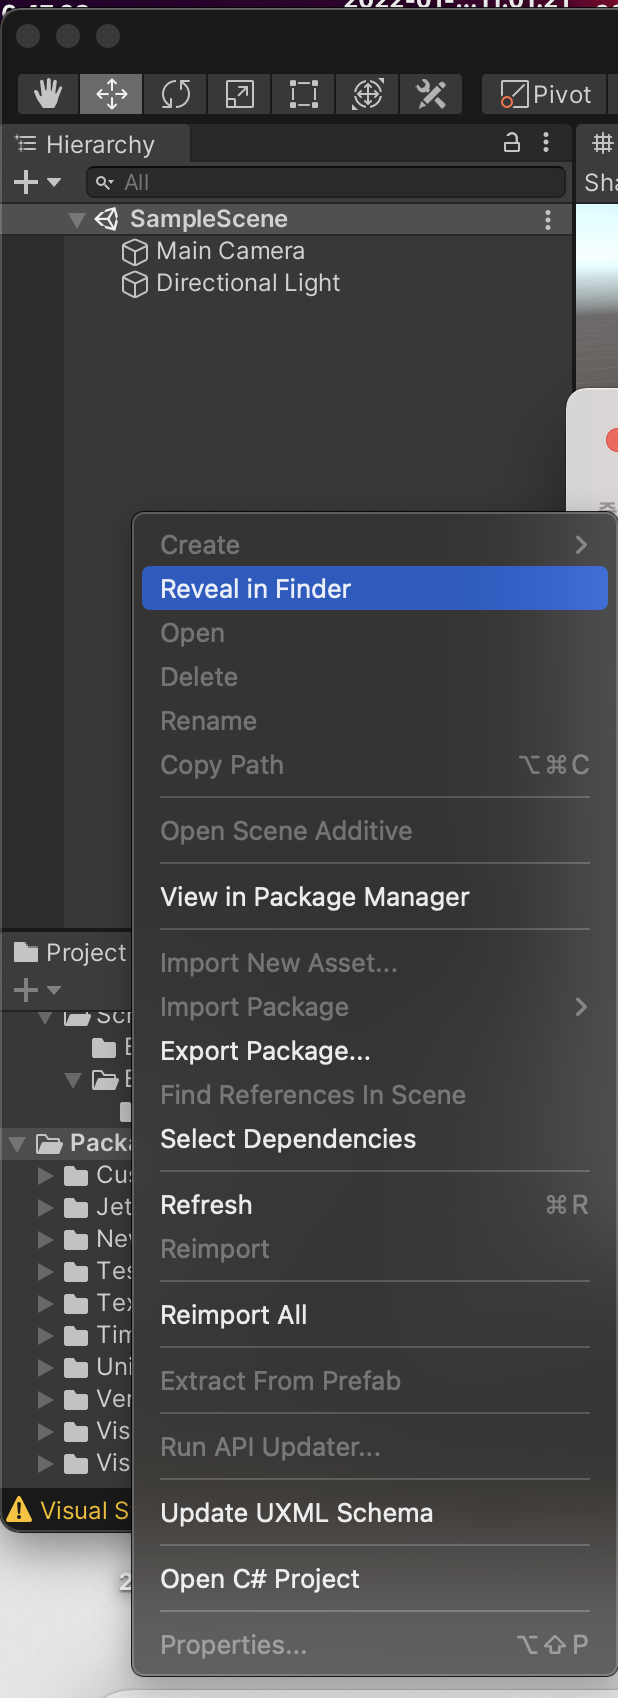 Pivot
Hierarchy
All
Sha
SampleScene
Main Camera
Directional Light
Create
Reveal in Finder
Open
Delete
Rename
Copy Path ⌥⌘C
Open Scene Additive
View in Package Manager
Project
Import New Asset...
Import Package
Export Package...
Find References In Scene
Select Dependencies
Packa
Cus
Refresh ⌘R
Jet
New
Reimport
Tes
Tex
Reimport All
Tim
Uni
Extract From Prefab
Ver
Vis
Run API Updater...
Vis
Visual S
Update UXML Schema
Open C# Project
Properties... ⌥⇧P